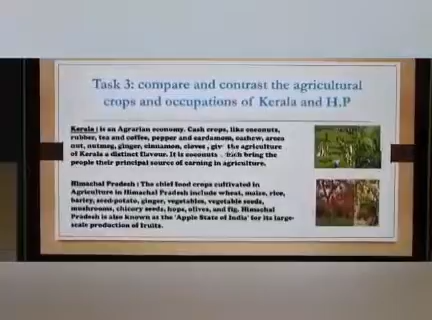 Task 3: compare and contrast the agricultural
crops and occupations of Kerala and H.P
Kerala : is an Agrarian economy. Cash crops, like coconuts,
rubber, tea and coffee, pepper and cardamom, cashew, areca
nut, nutmeg, ginger, cinnamon, cloves , the agriculture
of Kerala a distinct flavour. It is coconuts bring the
people their principal source of earning in agriculture.
Himachal Pradesh : The chief food crops cultivated in
Agriculture in Himachal Pradesh include wheat, maize, rice,
barley, seed-potato, ginger, vegetables, vegetable seeds,
mushrooms, chicory seeds, hops, olives, and fig. Himachal
Pradesh is also known as the 'Apple State of India' for its large-
scale production of fruits.